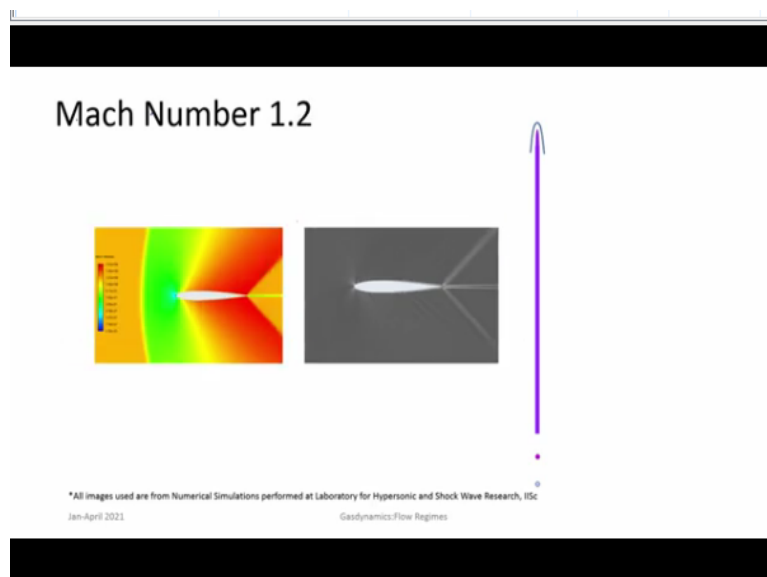 Mach Number 1.2
*All images used are from Numerical Simulations performed at Laboratory for Hypersonic and Shock Wave Research, IISc
Jan-April 2021
Gasdynamics:Flow Regimes